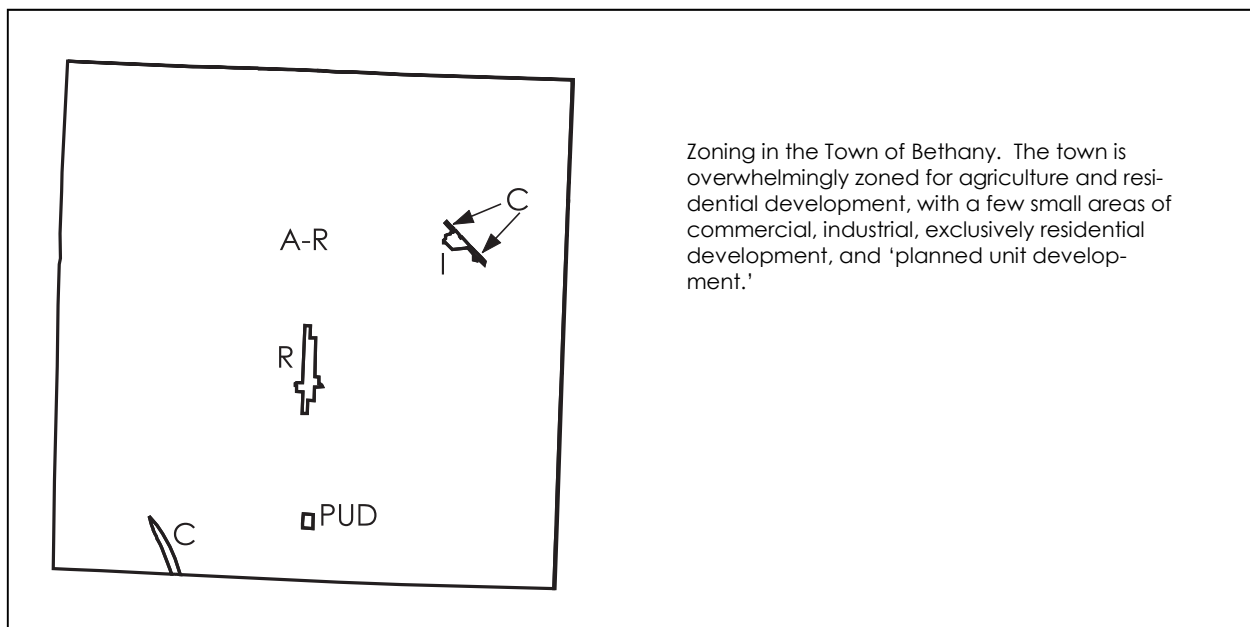 Zoning in the Town of Bethany.  The town is
overwhelmingly zoned for agriculture and resi-
dential development, with a few small areas of
commercial, industrial, exclusively residential
development, and ‘planned unit develop-
ment.’
C
A-R
I
R
PUD
C